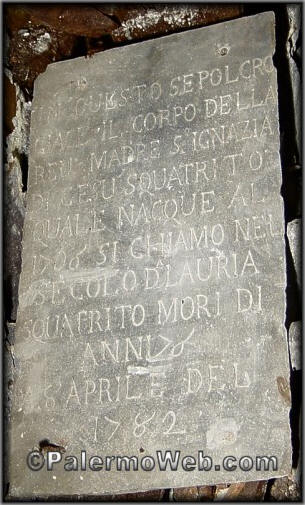 IN QUESTO SEPOLCRO
GIACE IL CORPO DELLA
REV: MADRE S: IGNAZIA
DI GESU SQUATRITO
QUALE NACQUE AL
1706 SI CHIAMO NEL
SECOLO D LAURIA
SQUATRITO MORI DI
ANNI 76
APRILE DEL
1782
©PalermoWeb.com